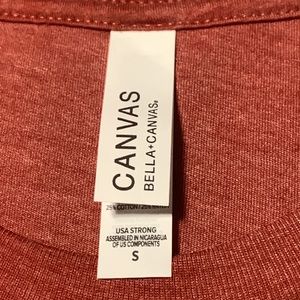 CANVAS
BELLA+CANVAS®
USA STRONG
ASSEMBLED IN NICARAGUA
OF US COMPONENTS
S